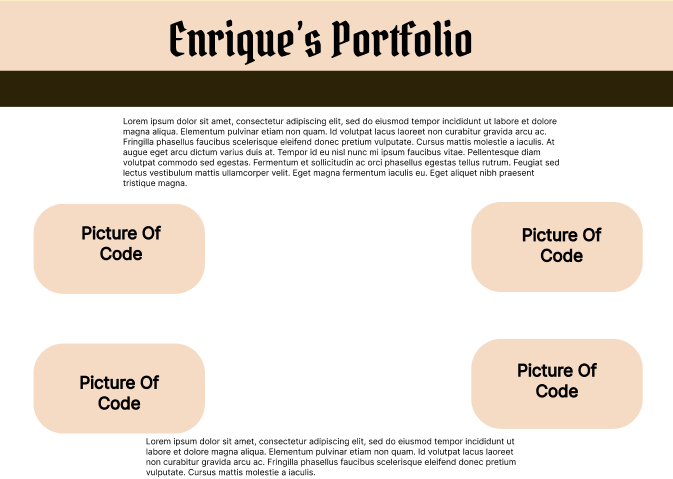 Enrique's Portfolio
Lorem ipsum dolor sit amet, consectetur adipiscing elit, sed do eiusmod tempor incididunt ut labore et dolore
magna aliqua. Elementum pulvinar etiam non quam. Id volutpat lacus laoreet non curabitur gravida arcu ac.
Fringilla phasellus faucibus scelerisque eleifend donec pretium vulputate. Cursus mattis molestie a iaculis. At
augue eget arcu dictum varius duis at. Tempor id eu nisl nunc mi ipsum faucibus vitae. Pellentesque diam
volutpat commodo sed egestas. Fermentum et sollicitudin ac orci phasellus egestas tellus rutrum. Feugiat sed
lectus vestibulum mattis ullamcorper velit. Eget magna fermentum iaculis eu. Eget aliquet nibh praesent
tristique magna.
Picture Of
Code
Picture Of
Code
Picture Of
Code
Picture Of
Code
Lorem ipsum dolor sit amet, consectetur adipiscing elit, sed do eiusmod tempor incididunt ut
labore et dolore magna aliqua. Elementum pulvinar etiam non quam. Id volutpat lacus laoreet
non curabitur gravida arcu ac. Fringilla phasellus faucibus scelerisque eleifend donec pretium
vulputate. Cursus mattis molestie a iaculis.